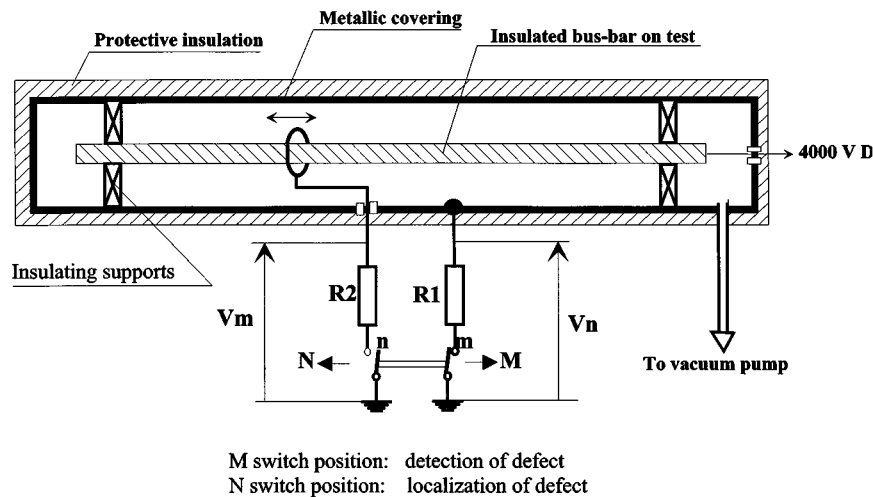 Metallic covering
Protective insulation
Insulated bus-bar on test
4000 V D
Insulating supports
R2
R1
Vm
Vn
n
m
N
M
To vacuum pump
M switch position: detection of defect
N switch position: localization of defect